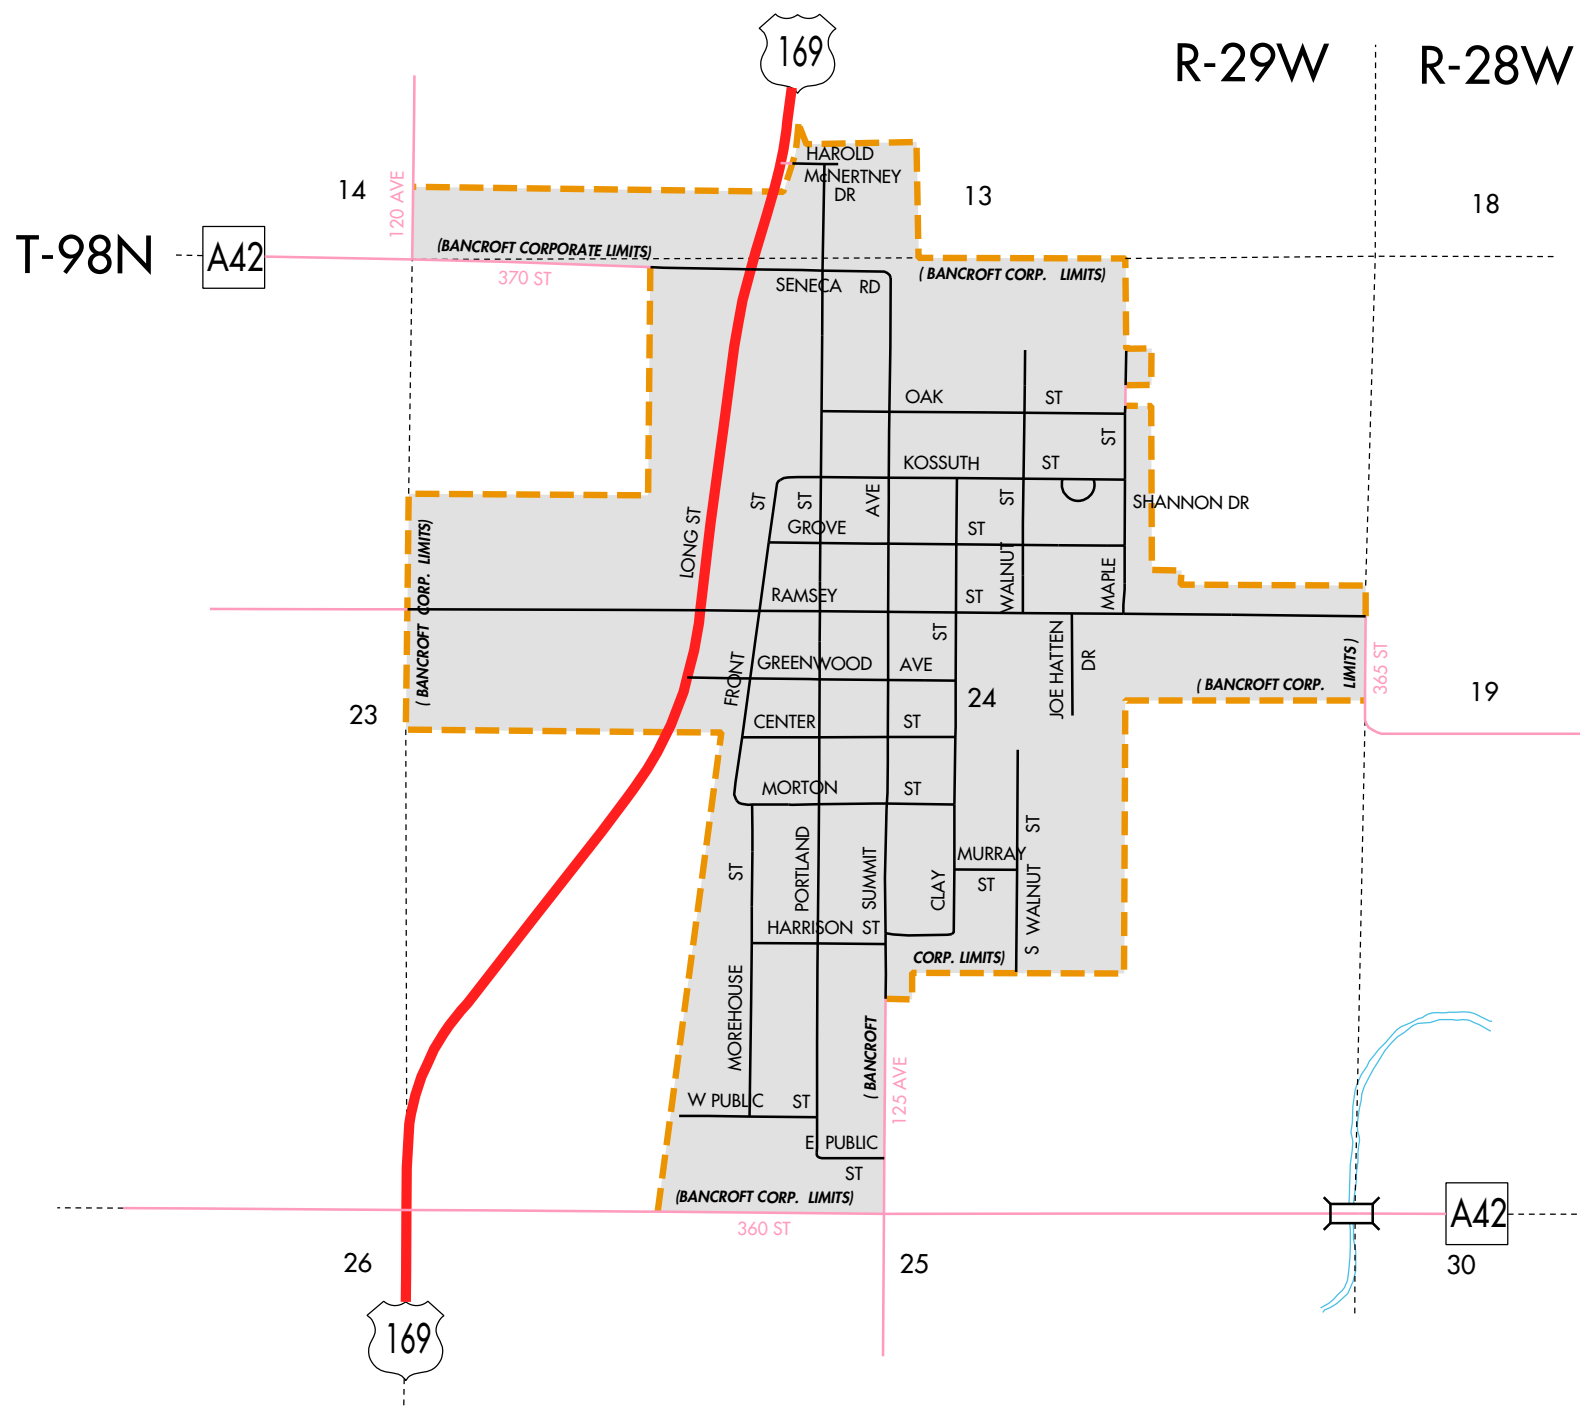 169
R-29W
R-28W
HAROLD
McNERTNEY
DR
14
120 AVE
13
18
T-98N
A42
(BANCROFT CORPORATE LIMITS)
370 ST
SENECA RD
( BANCROFT CORP. LIMITS)
OAK ST
ST
KOSSUTH ST
ST
ST
AVE
ST
SHANNON DR
GROVE ST
LONG ST
( BANCROFT CORP. LIMITS)
WALNUT
MAPLE
RAMSEY ST
ST
FRONT
GREENWOOD AVE
JOE HATTEN
DR
( BANCROFT CORP.
LIMITS )
365 ST
24
19
23
CENTER ST
MORTON ST
ST
PORTLAND
SUMMIT
CLAY
MURRAY
ST
S WALNUT ST
HARRISON ST
CORP. LIMITS)
MOREHOUSE
( BANCROFT
125 AVE
W PUBLIC ST
E PUBLIC
ST
(BANCROFT CORP. LIMITS)
360 ST
A42
26
25
30
169